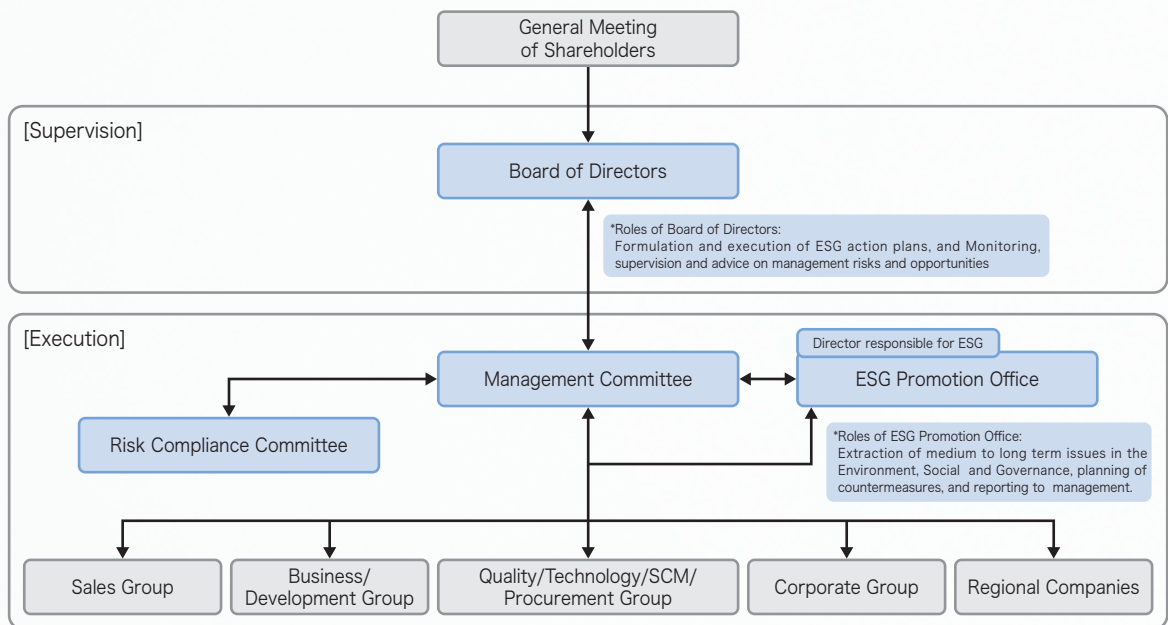 General Meeting
of Shareholders
[Supervision]
Board of Directors
*Roles of Board of Directors:
Formulation and execution of ESG action plans, and Monitoring,
supervision and advice on management risks and opportunities
[Execution]
Director responsible for ESG
Management Committee
ESG Promotion Office
Risk Compliance Committee
*Roles of ESG Promotion Office:
Extraction of medium to long term issues in the
Environment, Social and Governance, planning of
countermeasures, and reporting to management.
Sales Group
Business/
Development Group
Quality/Technology/SCM/
Procurement Group
Corporate Group
Regional Companies